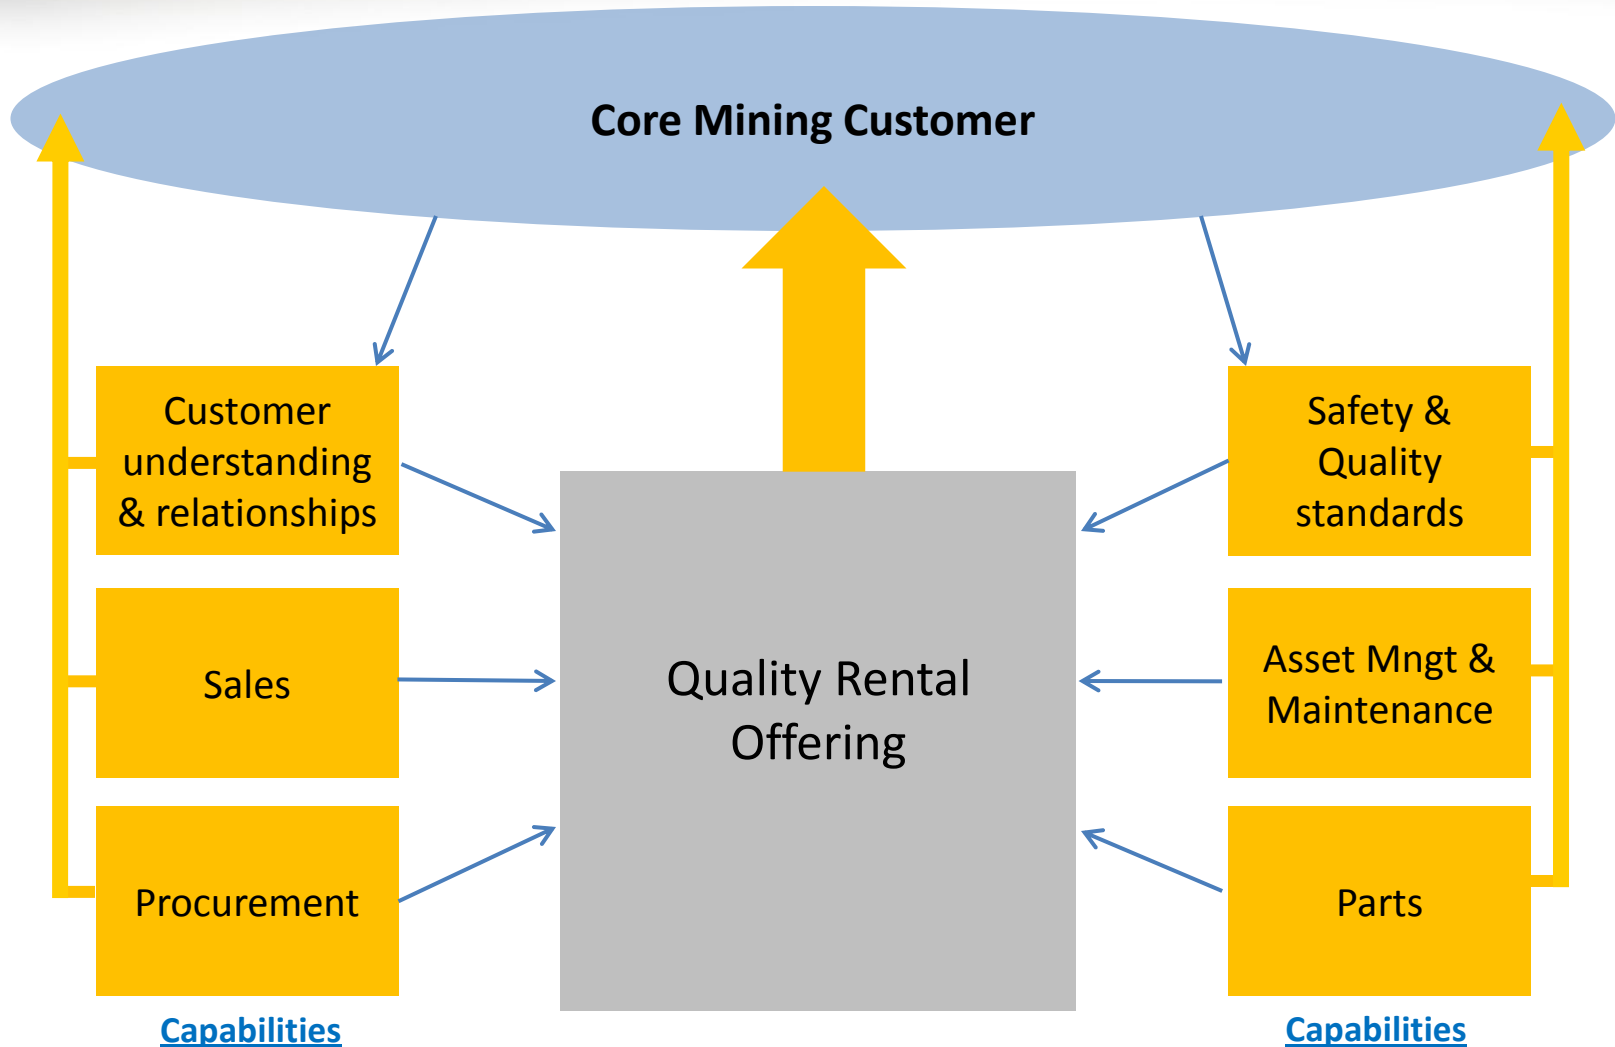 Core Mining Customer
Customer
understanding
& relationships
Sales
Procurement
Capabilities
Quality Rental
Offering
Safety &
Quality
standards
Asset Mngt &
Maintenance
Parts
Capabilities